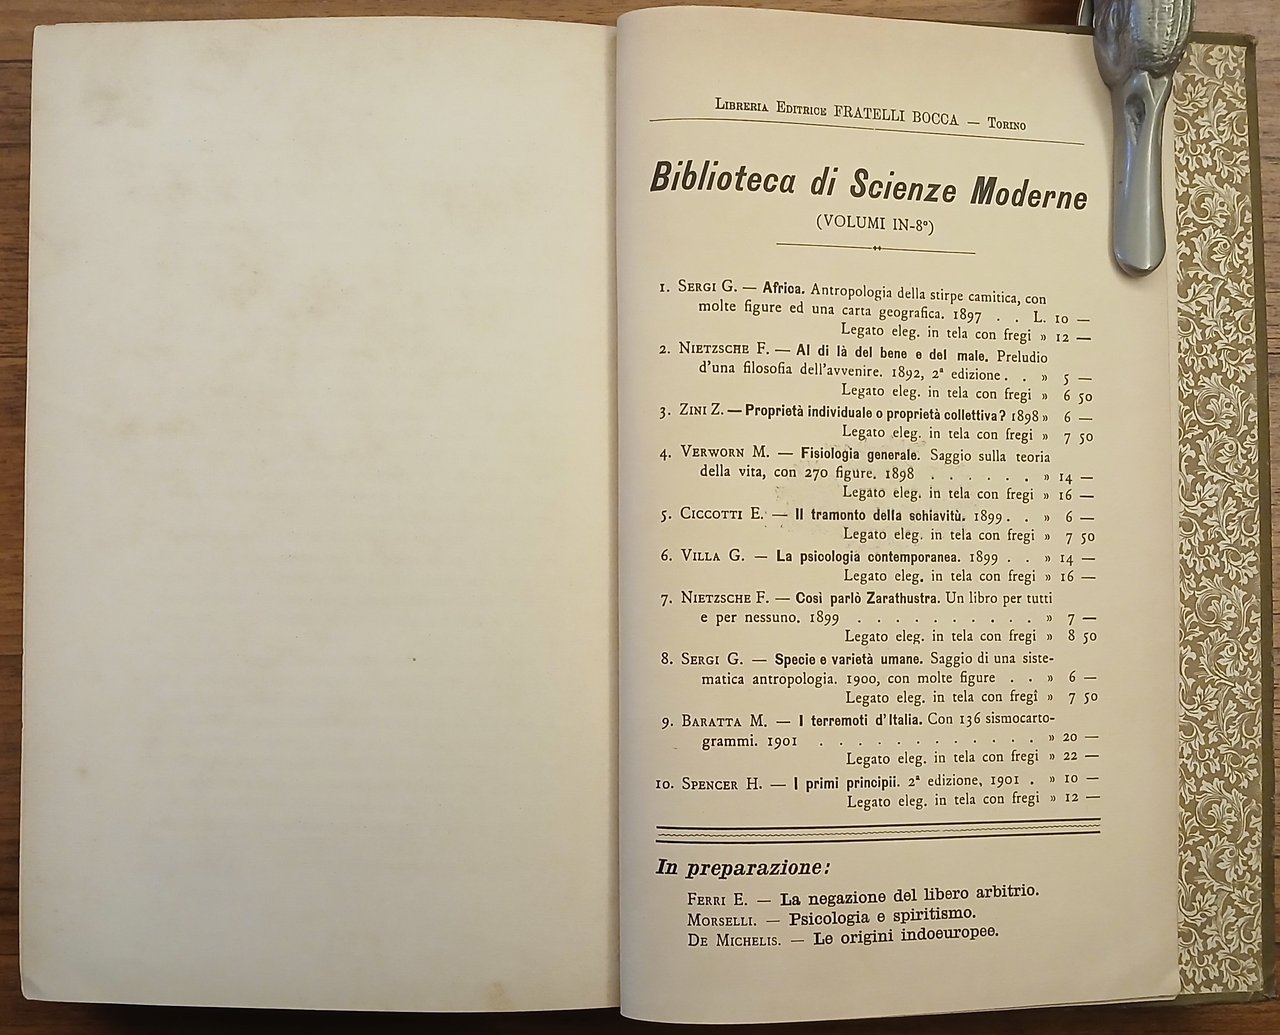 Libreria Editrice FRATELLI BOCCA — Torino
Biblioteca di Scienze Moderne
(VOLUMI IN-8º)
1. Sergi G. — Africa. Antropologia della stirpe camitica, con
molte figure ed una carta geografica. 1897 . . L. 10 —
Legato eleg. in tela con fregi » 12 —
2. Nietzsche F. — Al di là del bene e del male. Preludio
d'una filosofia dell'avvenire. 1892, 2ª edizione . . » 5 —
Legato eleg. in tela con fregi » 6 50
3. Zini Z. — Proprietà individuale o proprietà collettiva? 1898 » 6 —
Legato eleg. in tela con fregi » 7 50
4. Verworn M. — Fisiologia generale. Saggio sulla teoria
della vita, con 270 figure. 1898 . . . . . . » 14 —
Legato eleg. in tela con fregi » 16 —
5. Ciccotti E. — Il tramonto della schiavitù. 1899 . . » 6 —
Legato eleg. in tela con fregi » 7 50
6. Villa G. — La psicologia contemporanea. 1899 . . » 14 —
Legato eleg. in tela con fregi » 16 —
7. Nietzsche F. — Così parlò Zarathustra. Un libro per tutti
e per nessuno. 1899 . . . . . . . . . . » 7 —
Legato eleg. in tela con fregi » 8 50
8. Sergi G. — Specie e varietà umane. Saggio di una siste-
matica antropologia. 1900, con molte figure . . » 6 —
Legato eleg. in tela con fregi » 7 50
9. Baratta M. — I terremoti d'Italia. Con 136 sismocarto-
grammi. 1901 . . . . . . . . . . . . » 20 —
Legato eleg. in tela con fregi » 22 —
10. Spencer H. — I primi principii. 2ª edizione, 1901 . » 10 —
Legato eleg. in tela con fregi » 12 —
In preparazione:
Ferri E. — La negazione del libero arbitrio.
Morselli. — Psicologia e spiritismo.
De Michelis. — Le origini indoeuropee.